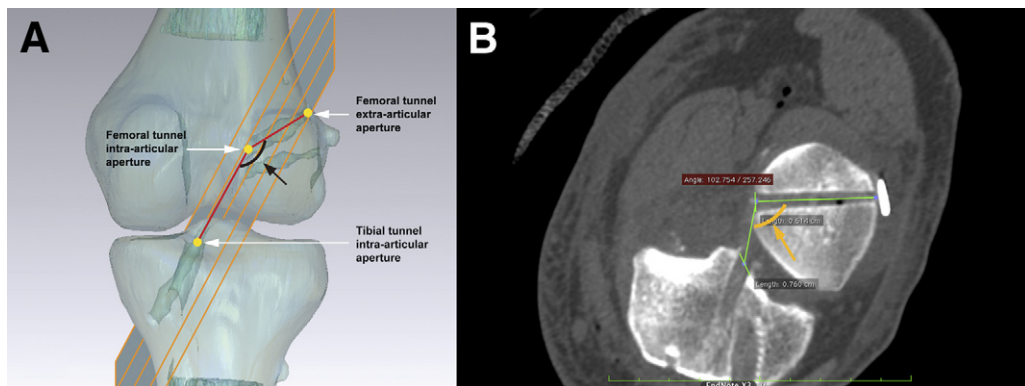 A
Femoral tunnel
extra-articular
aperture
Femoral tunnel
intra-articular
aperture
Tibial tunnel
intra-articular
aperture
B
Angle: 102.754 / 257.246
Length: 0.614 cm
Length: 0.760 cm